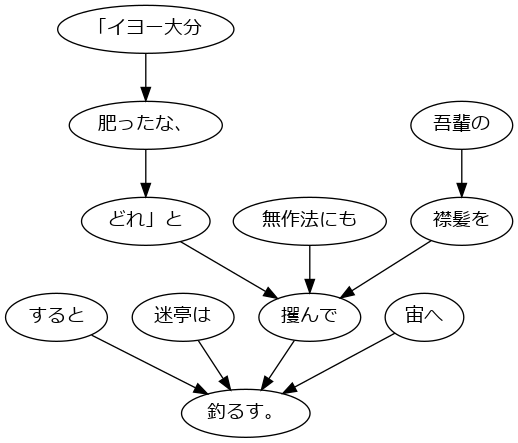 「イヨー大分
肥ったな、
吾輩の
どれ」と
無作法にも
襟髪を
すると
迷亭は
攫んで
宙へ
釣るす。